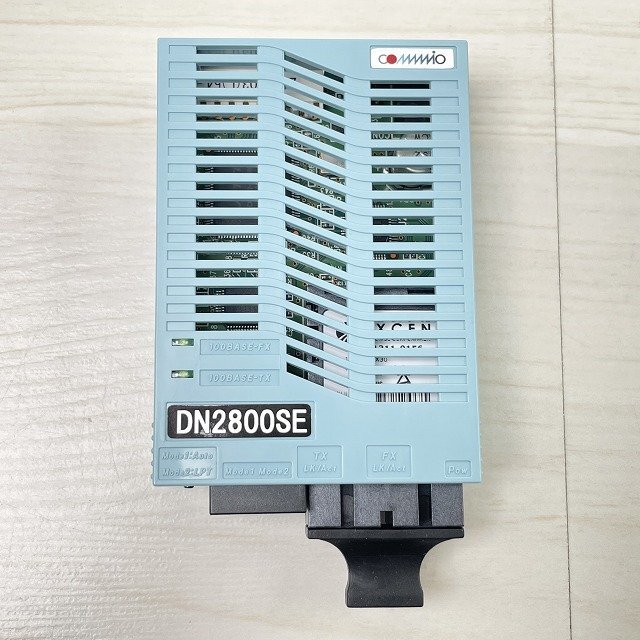 commio
XGEN
100BASE-FX
100BASE-TX
DN2800SE
Mode1:Auto
Mode2:LPT
Mode1 Mode2
TX
LK/Act
FX
LK/Act
Pow